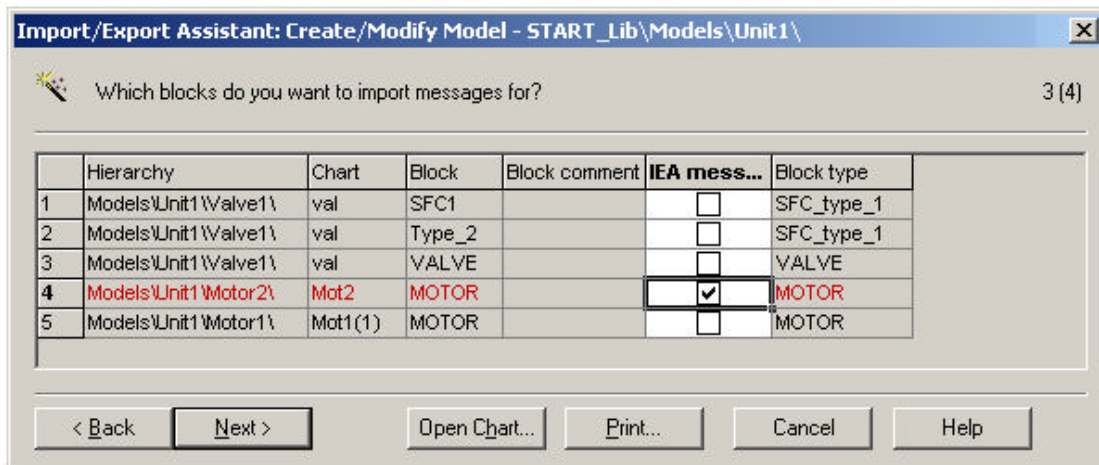 Import/Export Assistant: Create/Modify Model - START_Lib\Models\Unit1\
Which blocks do you want to import messages for? 3 (4)
Hierarchy Chart Block Block comment IEA mess... Block type
1 Models\Unit1\Valve1\ val SFC1 SFC_type_1
2 Models\Unit1\Valve1\ val Type_2 SFC_type_1
3 Models\Unit1\Valve1\ val VALVE VALVE
4 Models\Unit1\Motor2\ Mot2 MOTOR MOTOR
5 Models\Unit1\Motor1\ Mot1(1) MOTOR MOTOR
< Back Next > Open Chart... Print... Cancel Help